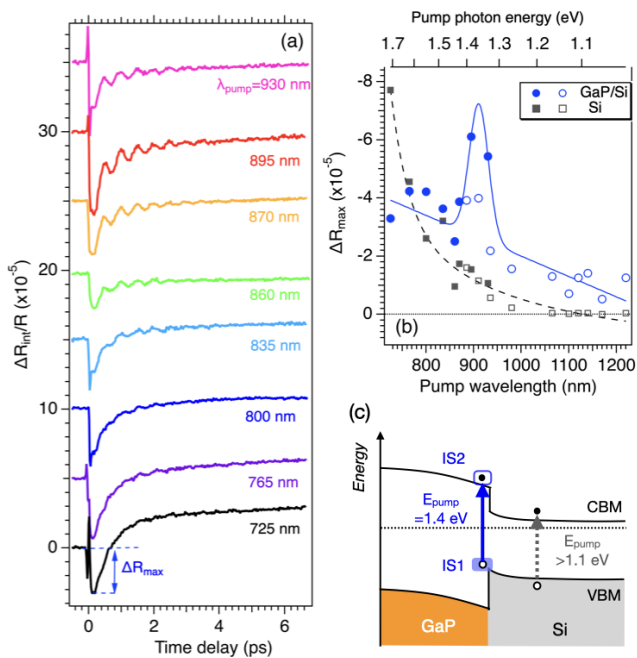 (a)
λpump=930 nm
895 nm
870 nm
860 nm
835 nm
800 nm
765 nm
725 nm
ΔRmax
30
20
10
0
ΔRint/R (x10-5)
0 2 4 6
Time delay (ps)
Pump photon energy (eV)
1.7 1.5 1.4 1.3 1.2 1.1
GaP/Si
Si
-8
-6
-4
-2
0
ΔRmax (x10-5)
(b)
800 900 1000 1100 1200
Pump wavelength (nm)
(c)
Energy
IS2
CBM
Epump
=1.4 eV
Epump
>1.1 eV
IS1
VBM
GaP
Si